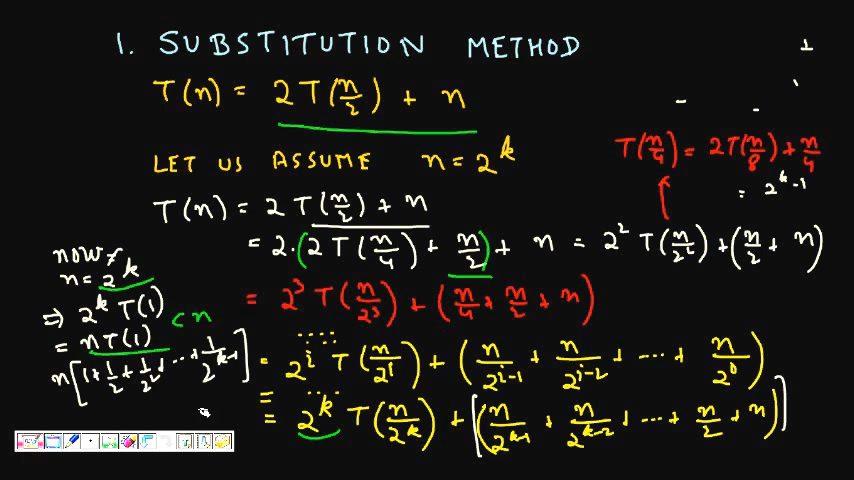 1. SUBSTITUTION METHOD
T(n) = 2T(n/2) + n
LET US ASSUME n = 2^k
T(n/4) = 2T(n/8) + n/4
= 2^k-1
T(n) = 2T(n/2) + n
= 2·(2T(n/4) + n/2) + n = 2^2 T(n/2^2) + (n/2 + n)
= 2^3 T(n/2^3) + (n/4 + n/2 + n)
now
n = 2^k
⇒ 2^k T(1)
= nT(1) cn
n[1 + 1/2 + 1/2^2 + ... + 1/2^k-1]
= 2^i T(n/2^i) + (n/2^i-1 + n/2^i-2 + ... + n/2^0)
=
= 2^k T(n/2^k) + [(n/2^k-1 + n/2^k-2 + ... + n/2 + n)]